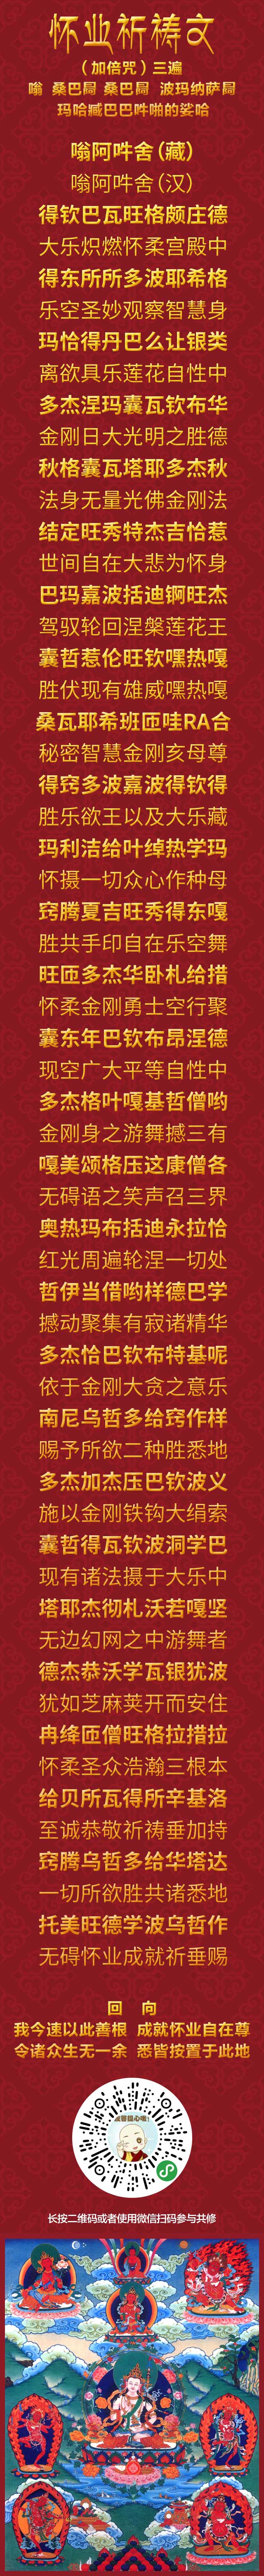 怀业祈祷文
（加倍咒）三遍
嗡 桑巴局 桑巴局 波玛纳萨局
玛哈臧巴巴吽啪的娑哈
嗡阿吽舍（藏）
嗡阿吽舍（汉）
得钦巴瓦旺格颇庄德
大乐炽燃怀柔宫殿中
得东所所多波耶希格
乐空圣妙观察智慧身
玛恰得丹巴么让银类
离欲具乐莲花自性中
多杰涅玛囊瓦钦布华
金刚日大光明之胜德
秋格囊瓦塔耶多杰秋
法身无量光佛金刚法
结定旺秀特杰吉恰惹
世间自在大悲为怀身
巴玛嘉波括迪锕旺杰
驾驭轮回涅槃莲花王
囊哲惹伦旺钦嘿热嘎
胜伏现有雄威嘿热嘎
桑瓦耶希班匝哇RA合
秘密智慧金刚亥母尊
得窍多波嘉波得钦得
胜乐欲王以及大乐藏
玛利洁给叶绰热学玛
怀摄一切众心作种母
窍腾夏吉旺秀得东嘎
胜共手印自在乐空舞
旺匝多杰华卧札给措
怀柔金刚勇士空行聚
囊东年巴钦布昂涅德
现空广大平等自性中
多杰格叶嘎基哲僧哟
金刚身之游舞撼三有
嘎美颂格压这康僧各
无碍语之笑声召三界
奥热玛布括迪永拉恰
红光周遍轮涅一切处
哲伊当借哟样德巴学
撼动聚集有寂诸精华
多杰恰巴钦布特基呢
依于金刚大贪之意乐
南尼乌哲多给窍作样
赐予所欲二种胜悉地
多杰加杰压巴钦波义
施以金刚铁钩大绢索
囊哲得瓦钦波洞学巴
现有诸法摄于大乐中
塔耶杰彻札沃若嘎坚
无边幻网之中游舞者
德杰恭沃学瓦银犹波
犹如芝麻荚开而安住
冉绛匝僧旺格拉措拉
怀柔圣众浩瀚三根本
给贝所瓦得所辛基洛
至诚恭敬祈祷垂加持
窍腾乌哲多给华塔达
一切所欲胜共诸悉地
托美旺德学波乌哲作
无碍怀业成就祈垂赐
回 向
我今速以此善根 成就怀业自在尊
令诸众生无一余 悉皆按置于此地
长按二维码或者使用微信扫码参与共修